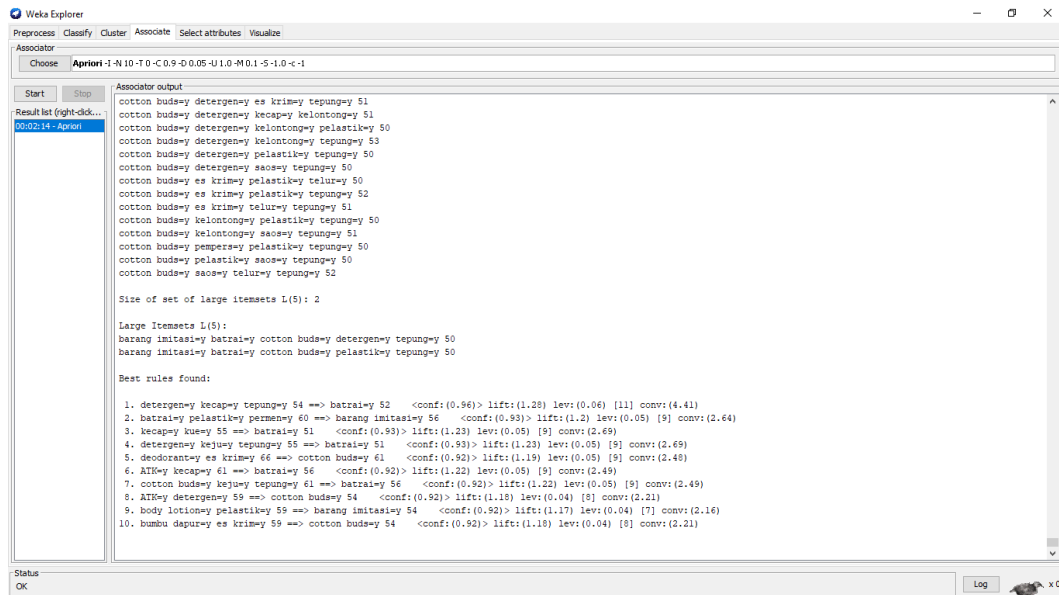 Weka Explorer
Preprocess Classify Cluster Associate Select attributes Visualize
Associator
Choose Apriori -I -N 10 -T 0 -C 0.9 -D 0.05 -U 1.0 -M 0.1 -S -1.0 -c -1
Start Stop
Result list (right-click...
00:02:14 - Apriori
Associator output
cotton buds=y detergen=y es krim=y tepung=y 51
cotton buds=y detergen=y kecap=y kelontong=y 51
cotton buds=y detergen=y kelontong=y pelastik=y 50
cotton buds=y detergen=y kelontong=y tepung=y 53
cotton buds=y detergen=y pelastik=y tepung=y 50
cotton buds=y detergen=y saos=y tepung=y 50
cotton buds=y es krim=y pelastik=y telur=y 50
cotton buds=y es krim=y pelastik=y tepung=y 52
cotton buds=y es krim=y telur=y tepung=y 51
cotton buds=y kelontong=y pelastik=y tepung=y 50
cotton buds=y kelontong=y saos=y tepung=y 51
cotton buds=y pempers=y pelastik=y tepung=y 50
cotton buds=y pelastik=y saos=y tepung=y 50
cotton buds=y saos=y telur=y tepung=y 52
Size of set of large itemsets L(5): 2
Large Itemsets L(5):
barang imitasi=y batrai=y cotton buds=y detergen=y tepung=y 50
barang imitasi=y batrai=y cotton buds=y pelastik=y tepung=y 50
Best rules found:
1. detergen=y kecap=y tepung=y 54 ==> batrai=y 52 <conf:(0.96)> lift:(1.28) lev:(0.06) [11] conv:(4.41)
2. batrai=y pelastik=y permen=y 60 ==> barang imitasi=y 56 <conf:(0.93)> lift:(1.2) lev:(0.05) [9] conv:(2.64)
3. kecap=y kue=y 55 ==> batrai=y 51 <conf:(0.93)> lift:(1.23) lev:(0.05) [9] conv:(2.69)
4. detergen=y keju=y tepung=y 55 ==> batrai=y 51 <conf:(0.93)> lift:(1.23) lev:(0.05) [9] conv:(2.69)
5. deodorant=y es krim=y 66 ==> cotton buds=y 61 <conf:(0.92)> lift:(1.19) lev:(0.05) [9] conv:(2.48)
6. ATK=y kecap=y 61 ==> batrai=y 56 <conf:(0.92)> lift:(1.22) lev:(0.05) [9] conv:(2.49)
7. cotton buds=y keju=y tepung=y 61 ==> batrai=y 56 <conf:(0.92)> lift:(1.22) lev:(0.05) [9] conv:(2.49)
8. ATK=y detergen=y 59 ==> cotton buds=y 54 <conf:(0.92)> lift:(1.18) lev:(0.04) [8] conv:(2.21)
9. body lotion=y pelastik=y 59 ==> barang imitasi=y 54 <conf:(0.92)> lift:(1.17) lev:(0.04) [7] conv:(2.16)
10. bumbu dapur=y es krim=y 59 ==> cotton buds=y 54 <conf:(0.92)> lift:(1.18) lev:(0.04) [8] conv:(2.21)
Status
OK
Log
x 0